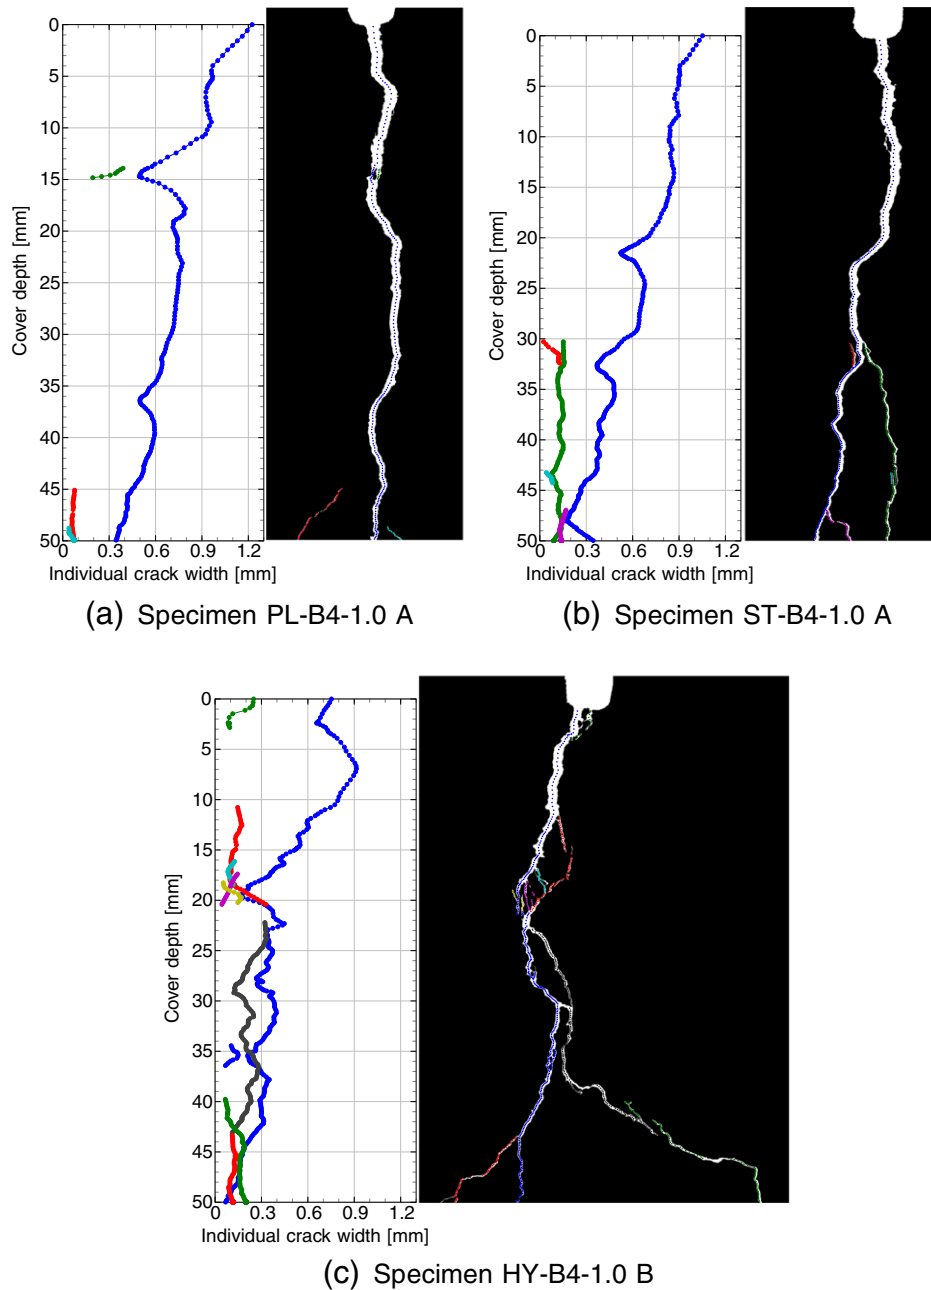 0
5
10
15
20
25
30
35
40
45
50
Cover depth [mm]
0 0.3 0.6 0.9 1.2
Individual crack width [mm]
(a) Specimen PL-B4-1.0 A
0
5
10
15
20
25
30
35
40
45
50
Cover depth [mm]
0 0.3 0.6 0.9 1.2
Individual crack width [mm]
(b) Specimen ST-B4-1.0 A
0
5
10
15
20
25
30
35
40
45
50
Cover depth [mm]
0 0.3 0.6 0.9 1.2
Individual crack width [mm]
(c) Specimen HY-B4-1.0 B